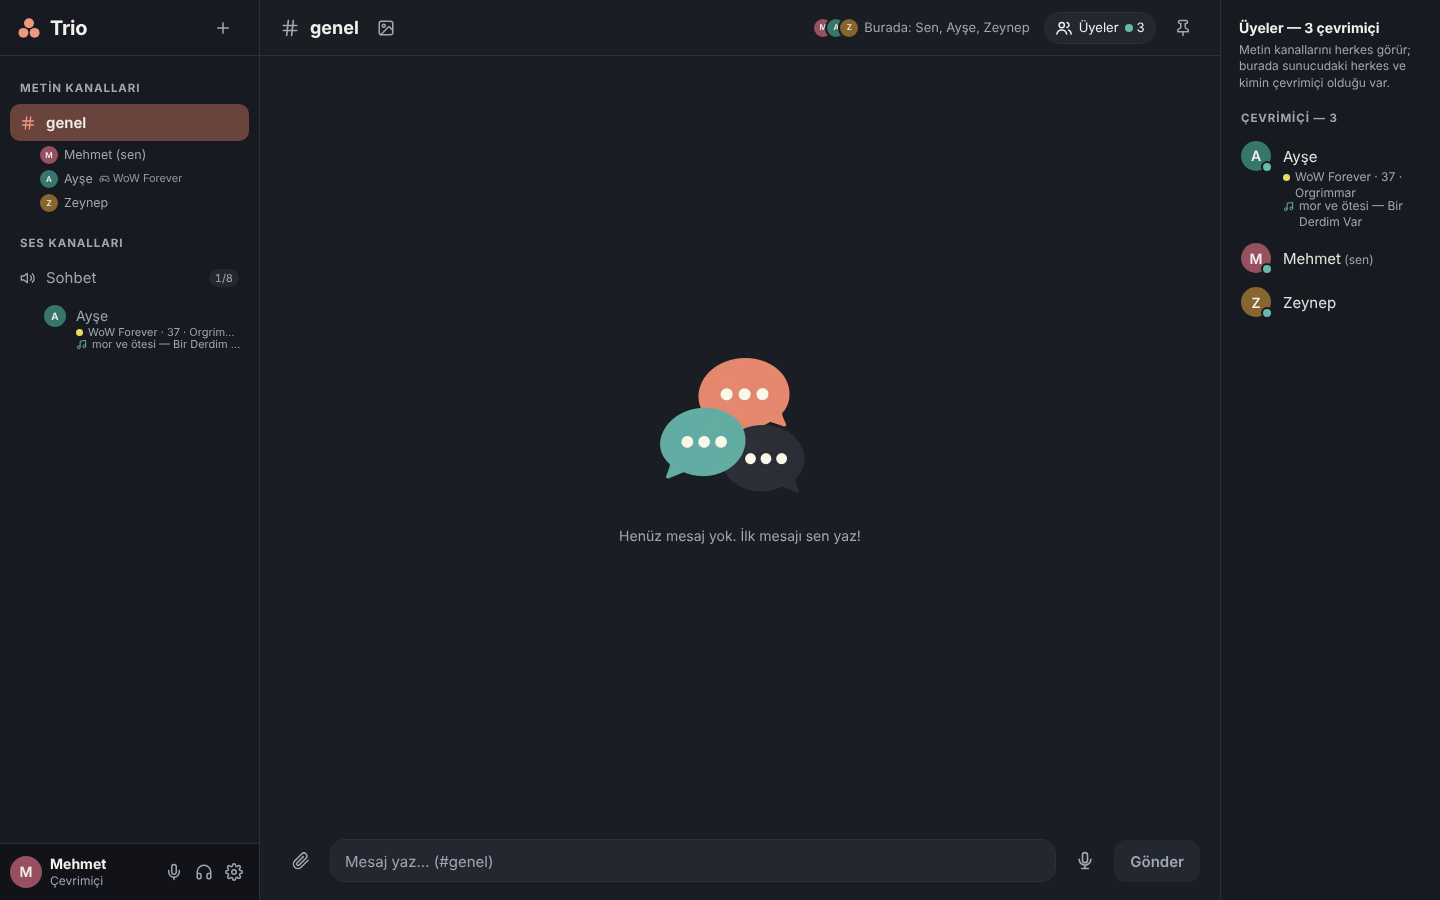 Trio
METİN KANALLARI
genel
M Mehmet (sen)
A Ayşe WoW Forever
Z Zeynep
SES KANALLARI
Sohbet 1/8
A Ayşe
WoW Forever · 37 · Orgrim...
mor ve ötesi — Bir Derdim ...
M Mehmet
Çevrimiçi
# genel
Z Burada: Sen, Ayşe, Zeynep
Üyeler 3
Henüz mesaj yok. İlk mesajı sen yaz!
Mesaj yaz... (#genel)
Gönder
Üyeler — 3 çevrimiçi
Metin kanallarını herkes görür;
burada sunucudaki herkes ve
kimin çevrimiçi olduğu var.
ÇEVRİMİÇİ — 3
A Ayşe
WoW Forever · 37 ·
Orgrimmar
mor ve ötesi — Bir
Derdim Var
M Mehmet (sen)
Z Zeynep